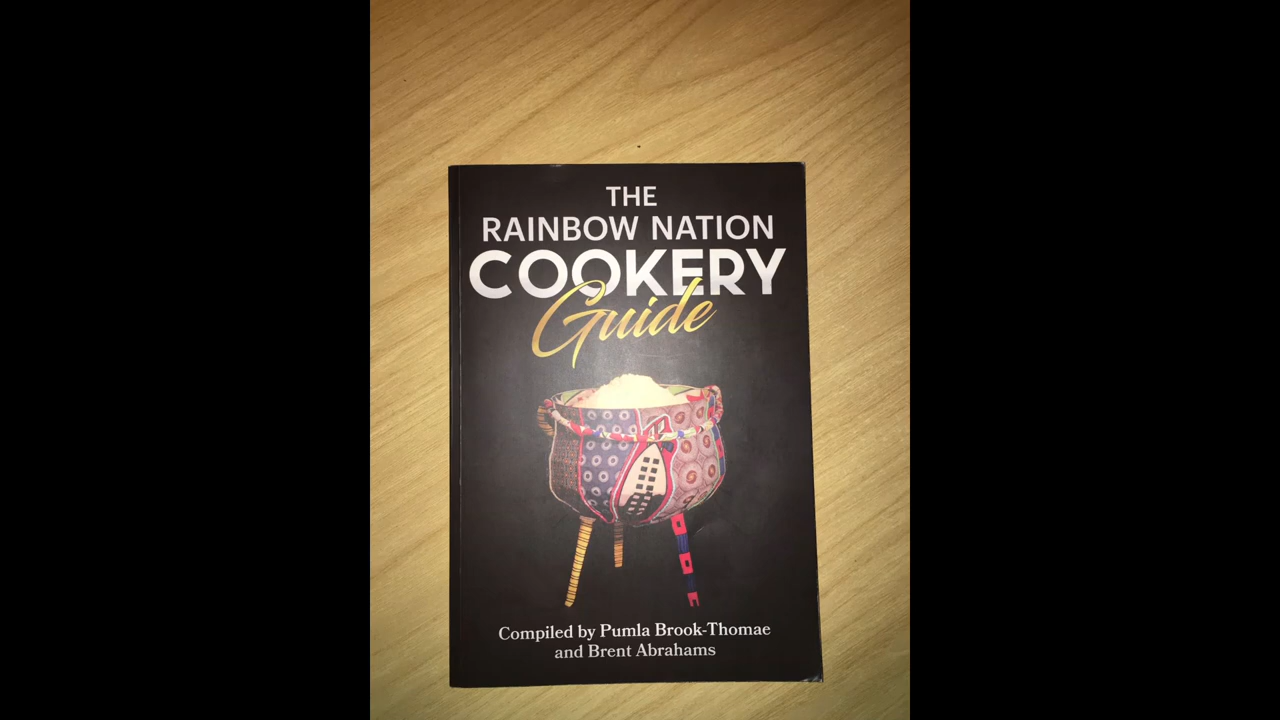 THE
RAINBOW NATION
COOKERY
Guide
Compiled by Pumla Brook-Thomae
and Brent Abrahams